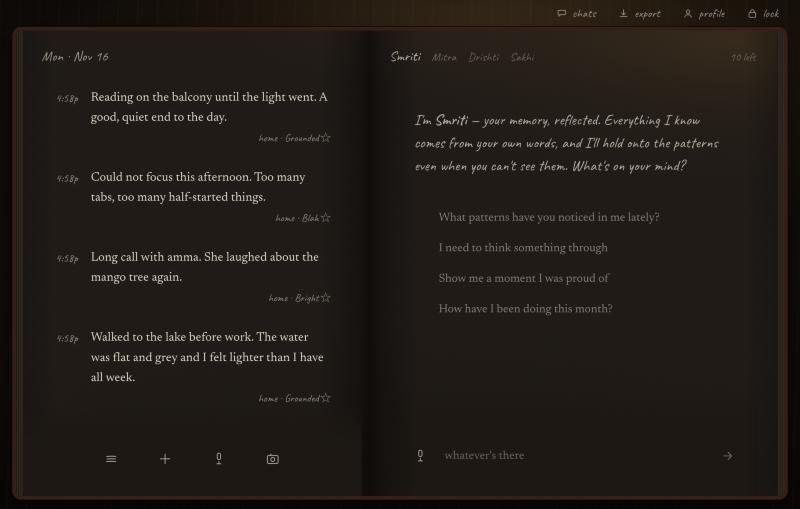 chats export profile lock
Mon · Nov 16
4:58p Reading on the balcony until the light went. A
good, quiet end to the day.
home · Grounded
4:58p Could not focus this afternoon. Too many
tabs, too many half-started things.
home · Blah
4:58p Long call with amma. She laughed about the
mango tree again.
home · Bright
4:58p Walked to the lake before work. The water
was flat and grey and I felt lighter than I have
all week.
home · Grounded
Smriti Mitra Drishti Sakhi 10 left
I'm Smriti — your memory, reflected. Everything I know
comes from your own words, and I'll hold onto the patterns
even when you can't see them. What's on your mind?
What patterns have you noticed in me lately?
I need to think something through
Show me a moment I was proud of
How have I been doing this month?
whatever's there